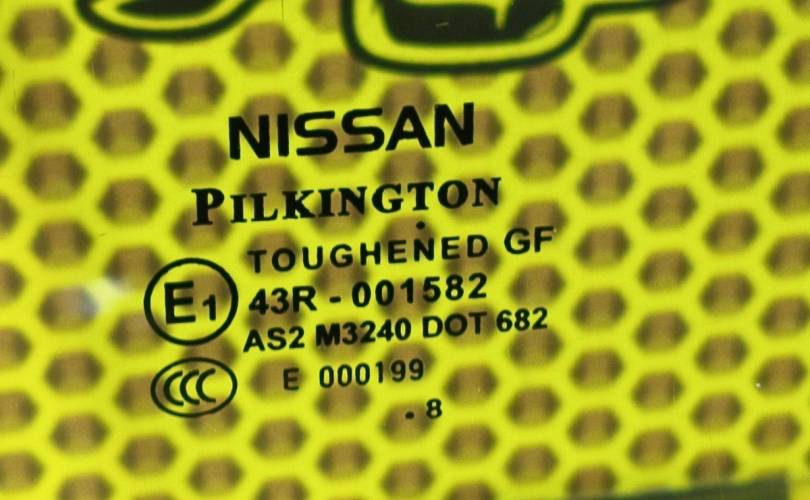 NISSAN
PILKINGTON
TOUGHENED GF
E1 43R - 001582
AS2 M3240 DOT 682
CCC E 000199
. 8